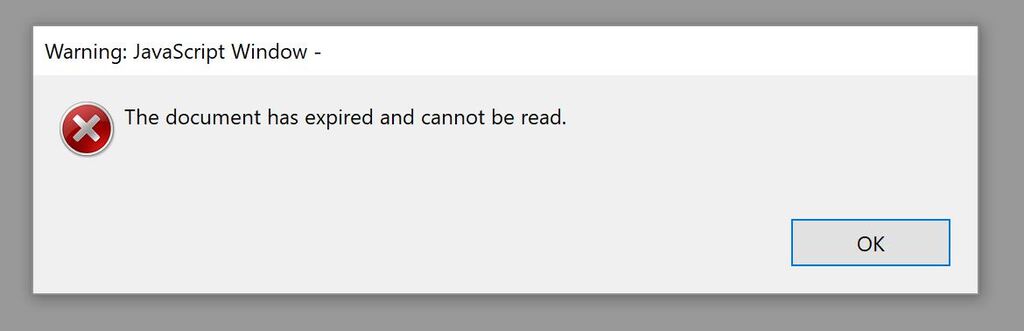 Warning: JavaScript Window -
The document has expired and cannot be read.
OK